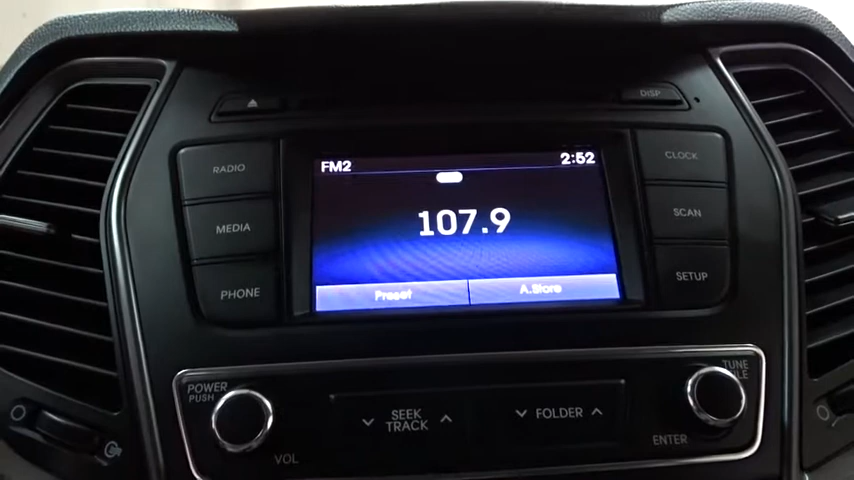 DISP
FM2
2:52
RADIO
CLOCK
MEDIA
107.9
SCAN
PHONE
Preset
A.Store
SETUP
POWER
PUSH
TUNE
SEEK
TRACK
FOLDER
VOL
ENTER